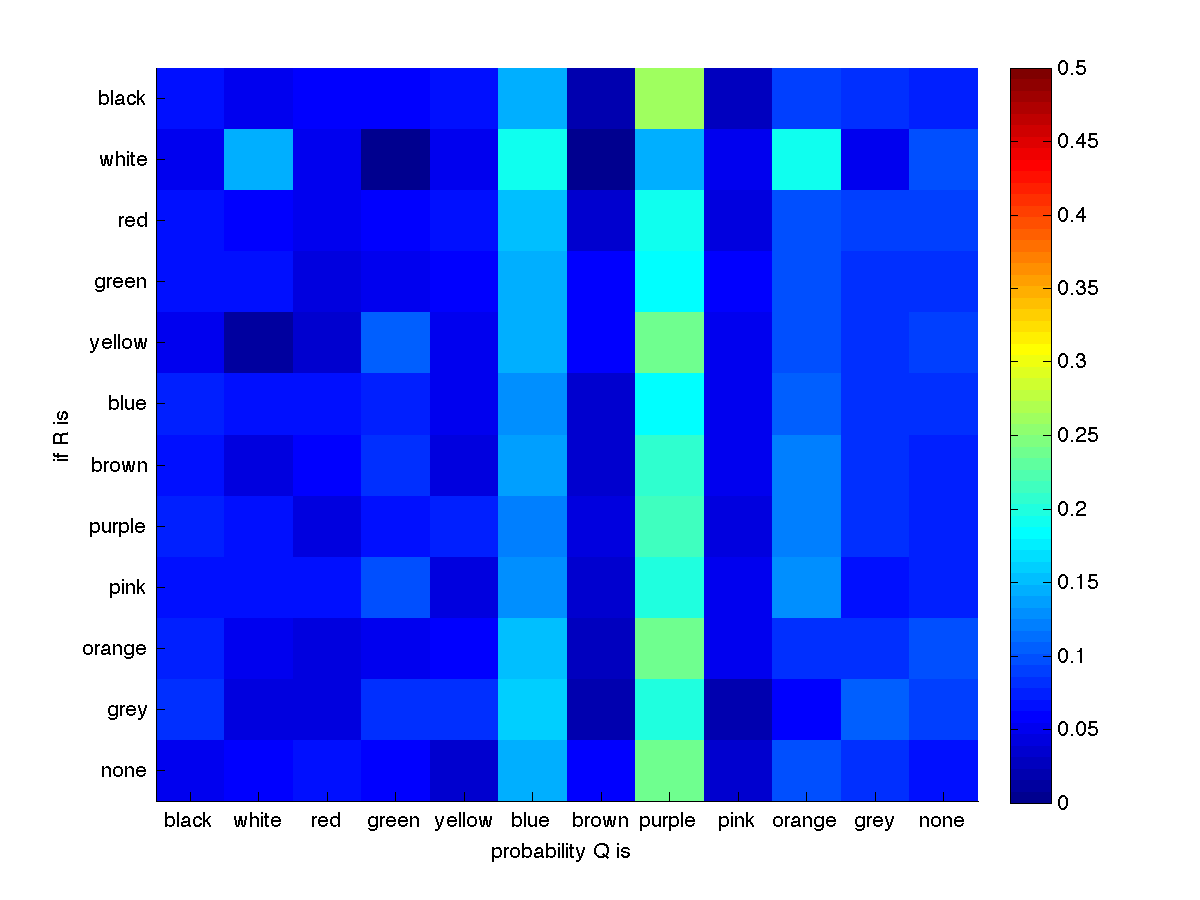 black
white
red
green
yellow
blue
brown
purple
pink
orange
grey
none
if R is
black white red green yellow blue brown purple pink orange grey none
probability Q is
0.5
0.45
0.4
0.35
0.3
0.25
0.2
0.15
0.1
0.05
0